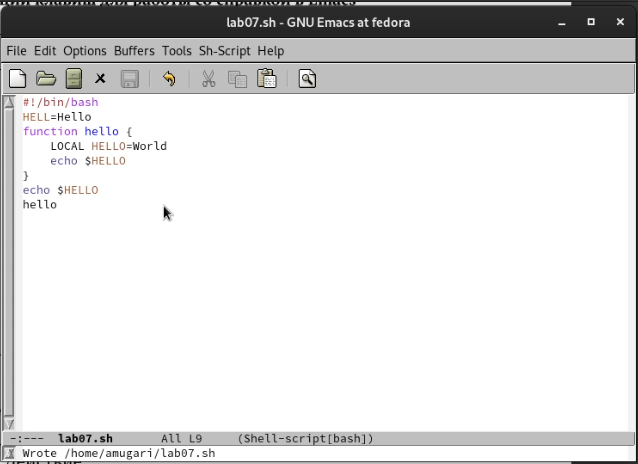 lab07.sh - GNU Emacs at fedora
File Edit Options Buffers Tools Sh-Script Help
#!/bin/bash
HELL=Hello
function hello {
    LOCAL HELLO=World
    echo $HELLO
}
echo $HELLO
hello
-:--- lab07.sh All L9 (Shell-script[bash])
Wrote /home/amugari/lab07.sh